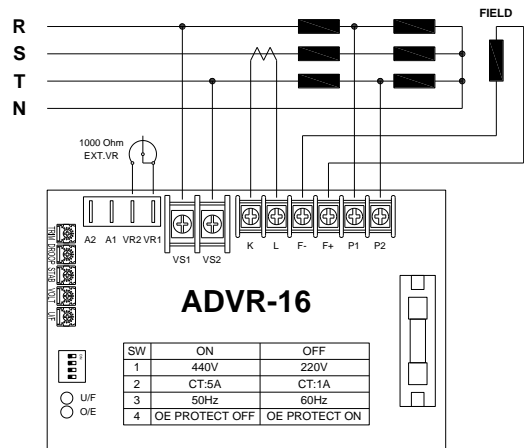 FIELD
R
S
T
N
1000 Ohm
EXT.VR
A2 A1 VR2 VR1
VS1 VS2
K L F- F+ P1 P2
TRM
DROOP
STAB
VOLT
U/F
ADVR-16
SW ON OFF
1 440V 220V
2 CT:5A CT:1A
3 50Hz 60Hz
4 OE PROTECT OFF OE PROTECT ON
U/F
O/E